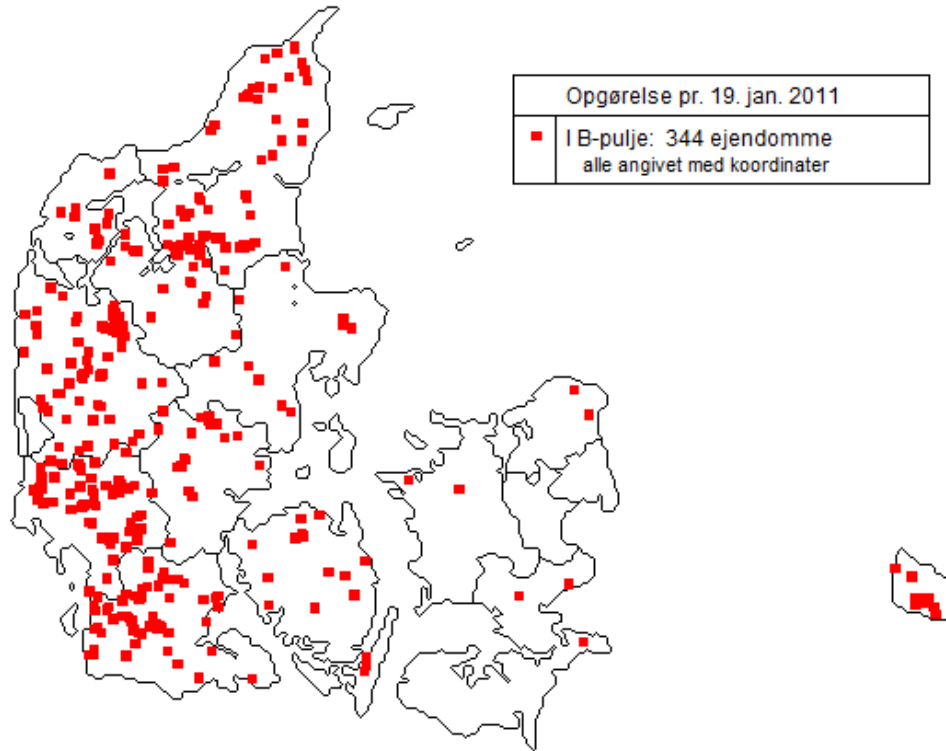 Opgørelse pr. 19. jan. 2011
I B-pulje: 344 ejendomme
alle angivet med koordinater